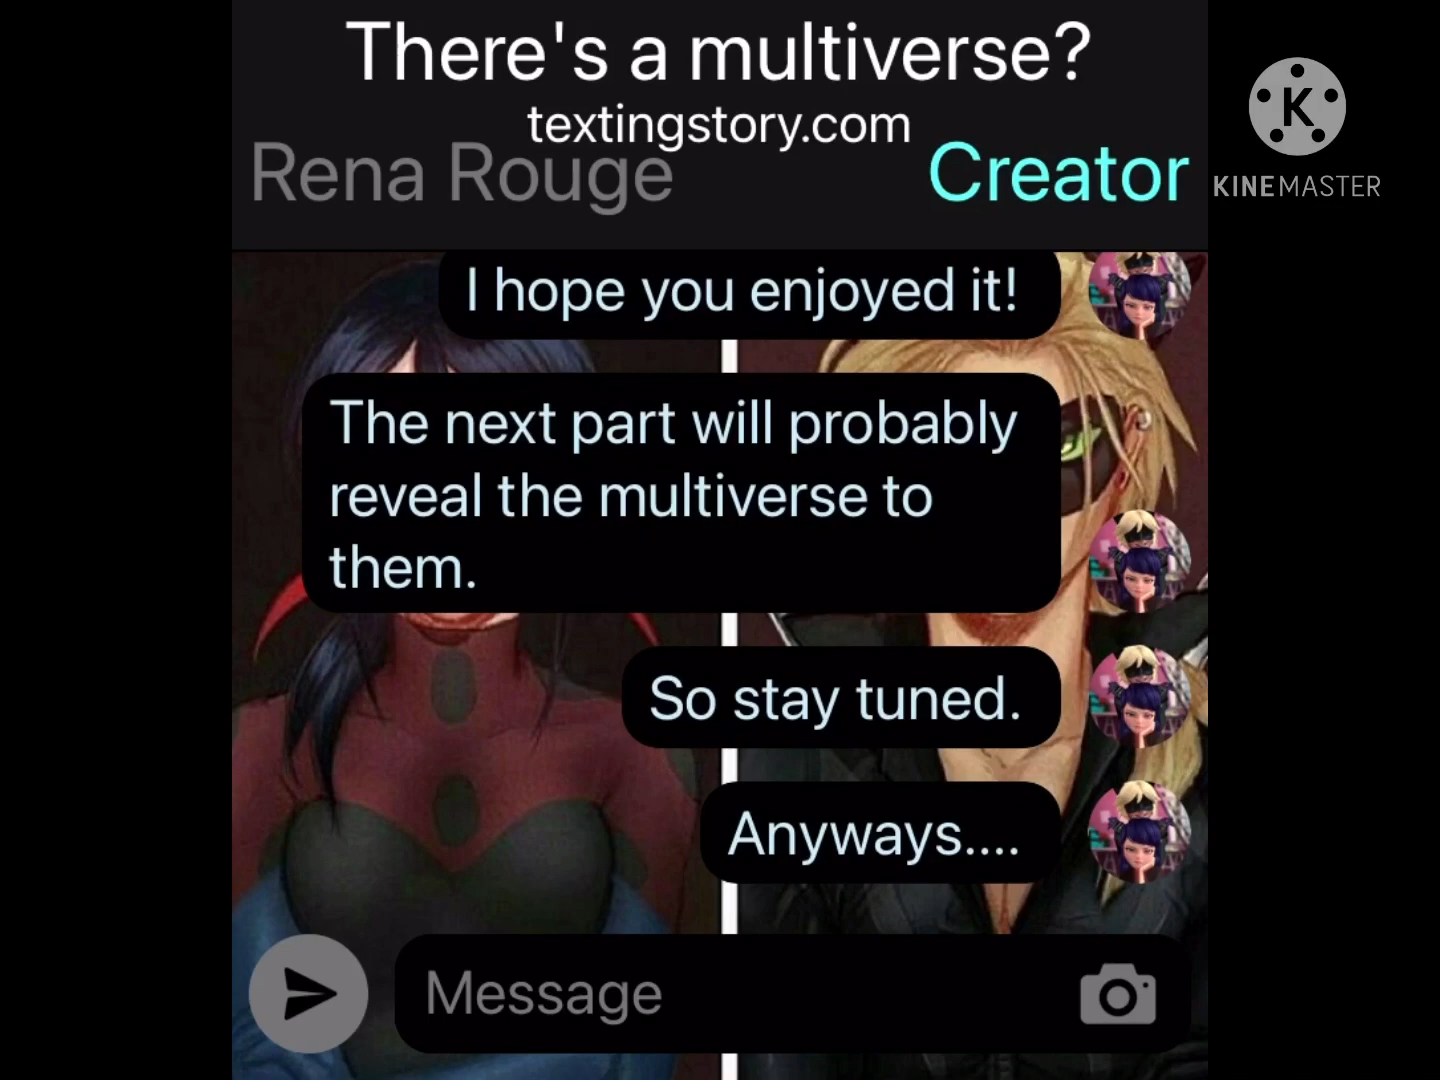 There's a multiverse?
textingstory.com
Rena Rouge
Creator
KINEMASTER
I hope you enjoyed it!
The next part will probably
reveal the multiverse to
them.
So stay tuned.
Anyways....
Message